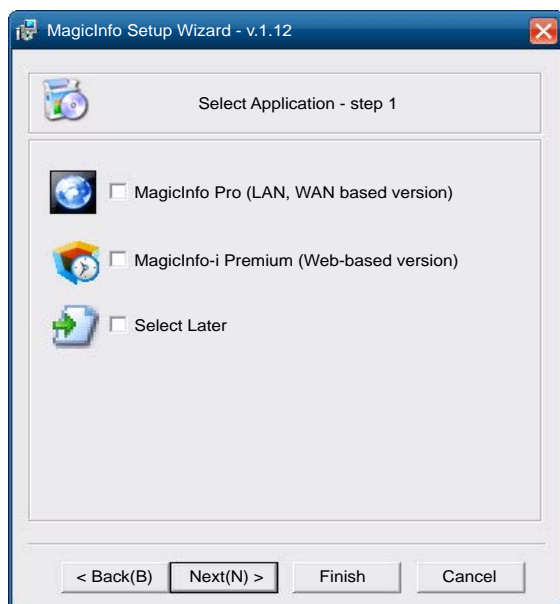 MagicInfo Setup Wizard - v.1.12
Select Application - step 1
MagicInfo Pro (LAN, WAN based version)
MagicInfo-i Premium (Web-based version)
Select Later
< Back(B) Next(N) > Finish Cancel